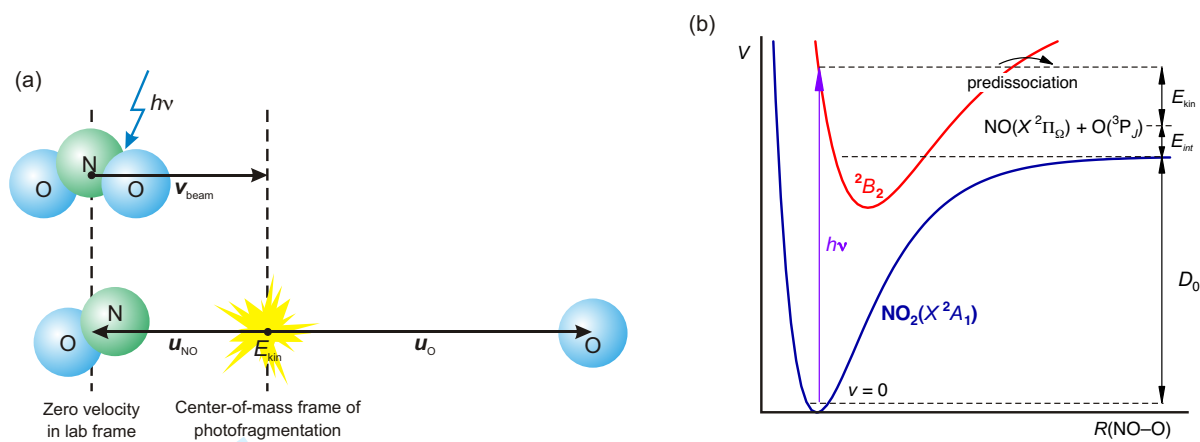 (a)
hν
N
O
O
v_beam
N
O
O
u_NO
E_kin
u_O
Zero velocity
in lab frame
Center-of-mass frame of
photofragmentation
(b)
V
predissociation
E_kin
NO(X ²Π_Ω) + O(³P_J)
E_int
²B₂
hν
D₀
NO₂(X ²A₁)
v = 0
R(NO–O)